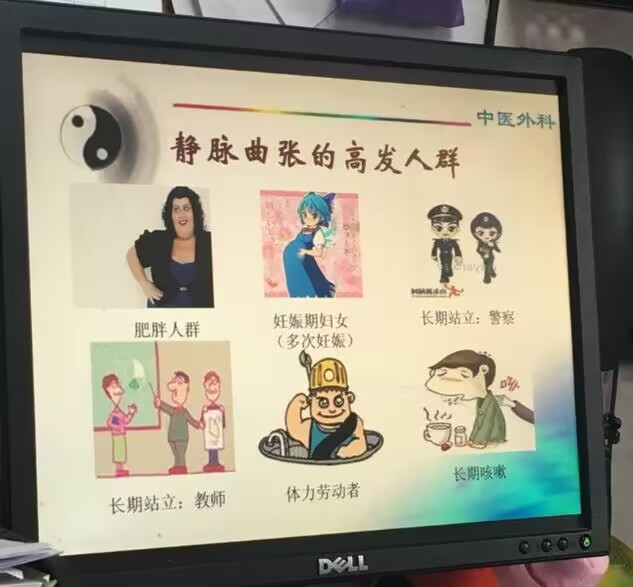 中医外科
静脉曲张的高发人群
肥胖人群
妊娠期妇女
（多次妊娠）
长期站立：警察
咳
长期站立：教师
体力劳动者
长期咳嗽
DELL